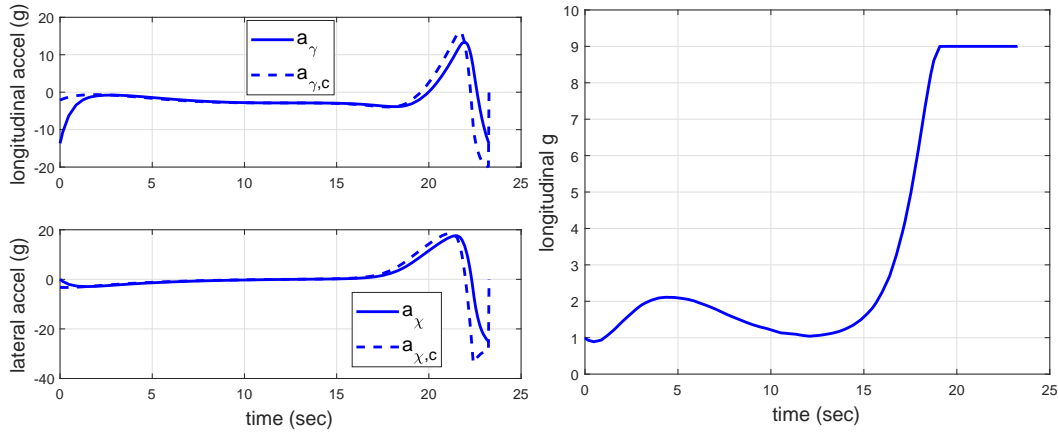 longitudinal accel (g)
20
10
0
-10
-20
a_γ
a_γ,c
0 5 10 15 20 25
lateral accel (g)
20
0
-20
-40
a_χ
a_χ,c
0 5 10 15 20 25
time (sec)
longitudinal g
10
9
8
7
6
5
4
3
2
1
0
0 5 10 15 20 25
time (sec)